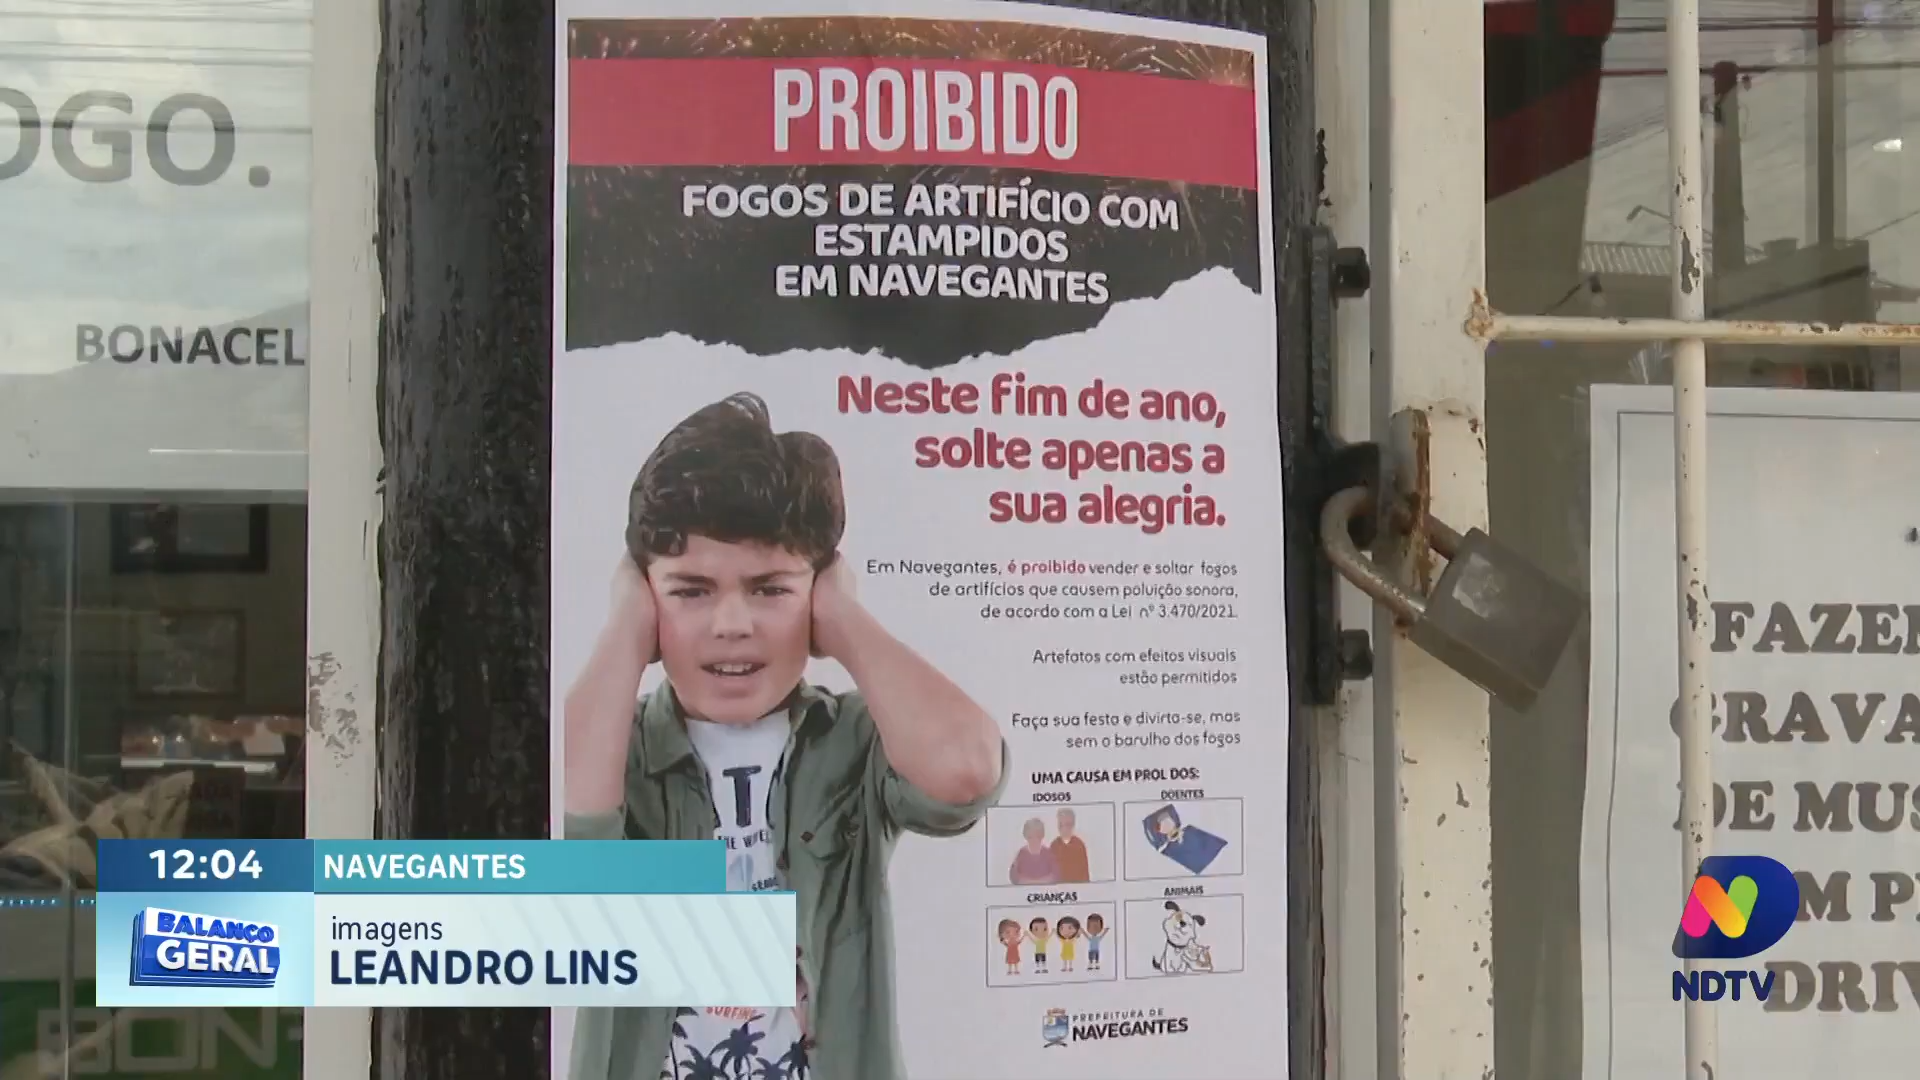 OGO.
BONACEL
PROIBIDO
FOGOS DE ARTIFÍCIO COM
ESTAMPIDOS
EM NAVEGANTES
Neste fim de ano,
solte apenas a
sua alegria.
Em Navegantes, é proibido vender e soltar fogos
de artifícios que causem poluição sonora,
de acordo com a Lei nº 3.470/2021.
Artefatos com efeitos visuais
estão permitidos
Faça sua festa e divirta-se, mas
sem o barulho dos fogos
UMA CAUSA EM PROL DOS:
IDOSOS
DOENTES
CRIANÇAS
ANIMAIS
PREFEITURA DE
NAVEGANTES
SURFING
FAZE
GRAVA
DE MUS
M P
DRIV
12:04
NAVEGANTES
BALANÇO
GERAL
imagens
LEANDRO LINS
NDTV